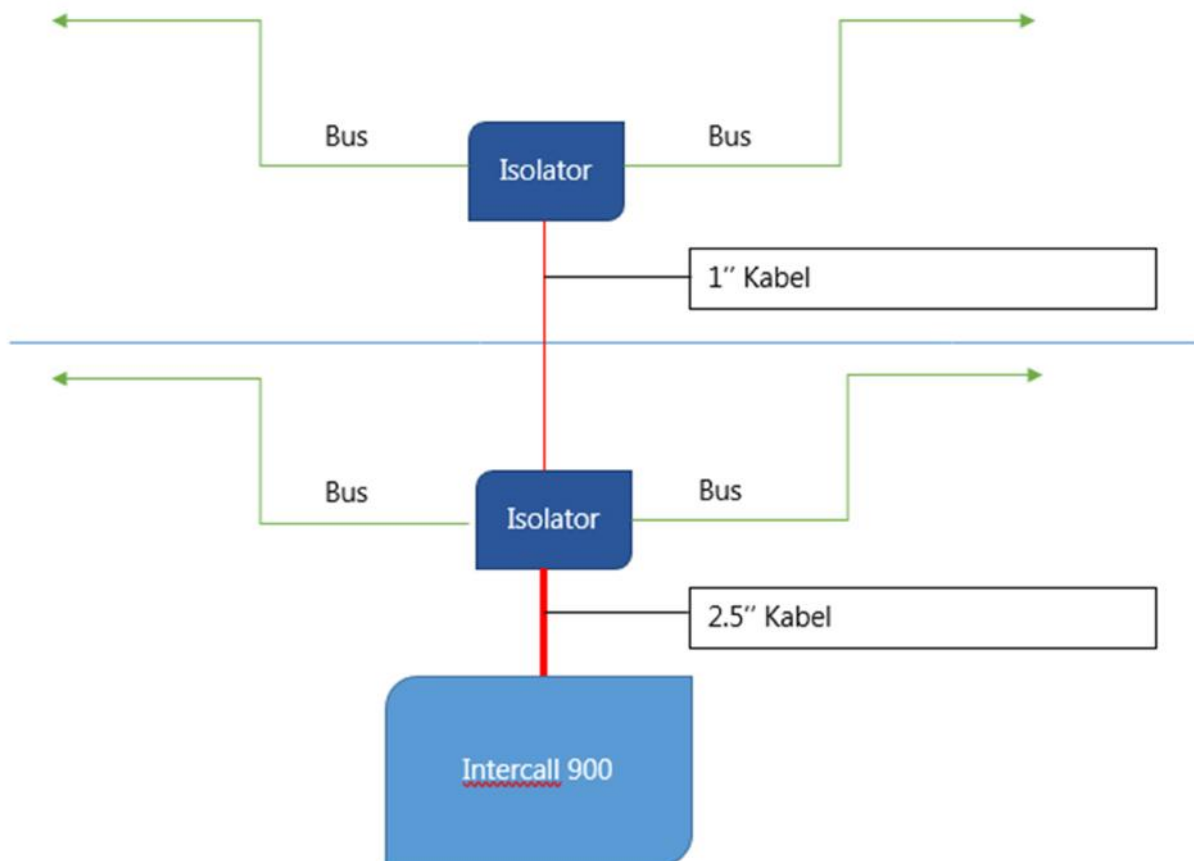 Bus
Isolator
Bus
1″ Kabel
Bus
Isolator
Bus
2.5″ Kabel
Intercall 900